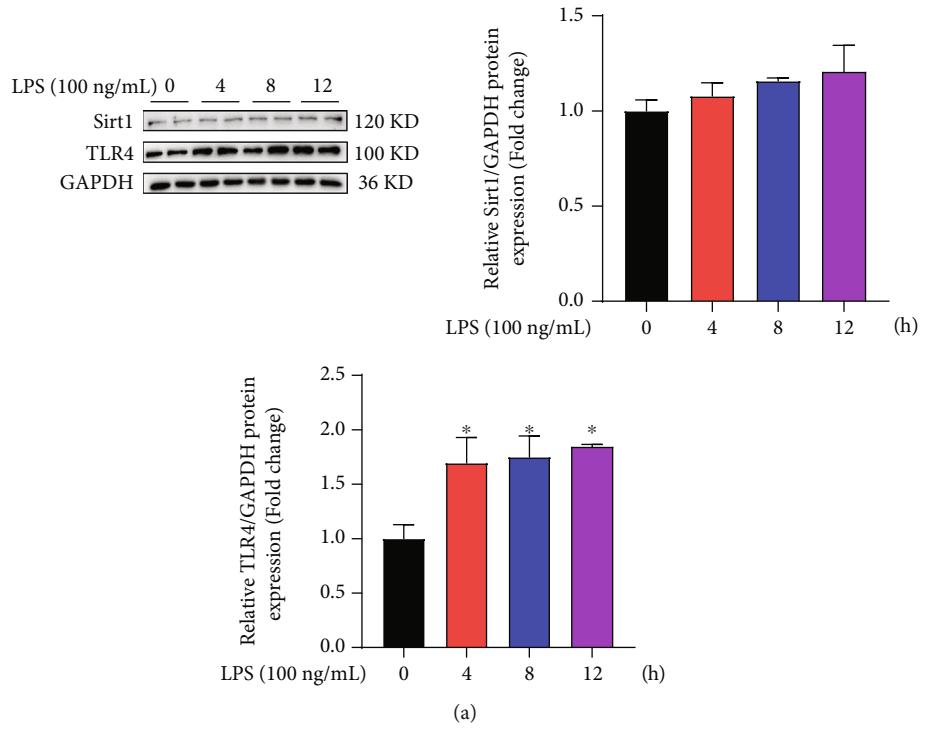 LPS (100 ng/mL) 0 4 8 12
Sirt1 120 KD
TLR4 100 KD
GAPDH 36 KD
Relative Sirt1/GAPDH protein
expression (Fold change)
1.5
1.0
0.5
0.0
LPS (100 ng/mL) 0 4 8 12 (h)
Relative TLR4/GAPDH protein
expression (Fold change)
2.5
2.0
1.5
1.0
0.5
0.0
* * *
LPS (100 ng/mL) 0 4 8 12 (h)
(a)